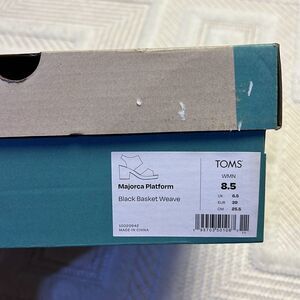 TOMS
WMN
8.5
Majorca Platform
Black Basket Weave
UK 6.5
EUR 39
CM 25.5
10020842
MADE IN CHINA